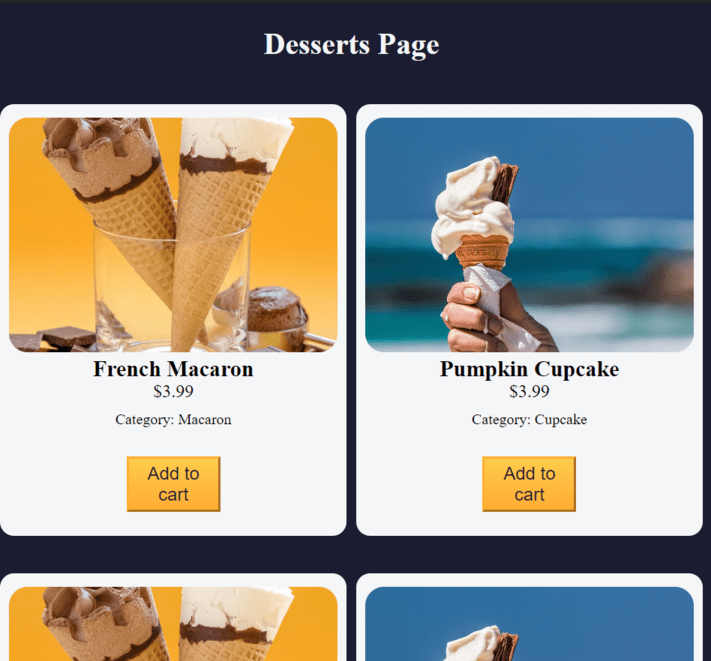 Desserts Page
French Macaron
$3.99
Category: Macaron
Add to
cart
Pumpkin Cupcake
$3.99
Category: Cupcake
Add to
cart